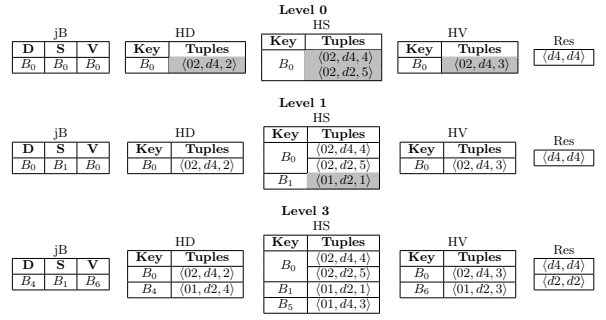 Level 0
jB HD HS HV Res
D S V Key Tuples Key Tuples Key Tuples ⟨d4, d4⟩
B₀ B₀ B₀ B₀ ⟨02, d4, 2⟩ B₀ ⟨02, d4, 4⟩ B₀ ⟨02, d4, 3⟩
⟨02, d2, 5⟩
Level 1
jB HD HS HV Res
D S V Key Tuples Key Tuples Key Tuples ⟨d4, d4⟩
B₀ B₁ B₀ B₀ ⟨02, d4, 2⟩ B₀ ⟨02, d4, 4⟩ B₀ ⟨02, d4, 3⟩
⟨02, d2, 5⟩
B₁ ⟨01, d2, 1⟩
Level 3
jB HD HS HV Res
D S V Key Tuples Key Tuples Key Tuples ⟨d4, d4⟩
B₄ B₁ B₆ B₀ ⟨02, d4, 2⟩ B₀ ⟨02, d4, 4⟩ B₀ ⟨02, d4, 3⟩ ⟨d2, d2⟩
B₄ ⟨01, d2, 4⟩ ⟨02, d2, 5⟩ B₆ ⟨01, d2, 3⟩
B₁ ⟨01, d2, 1⟩
B₅ ⟨01, d4, 3⟩